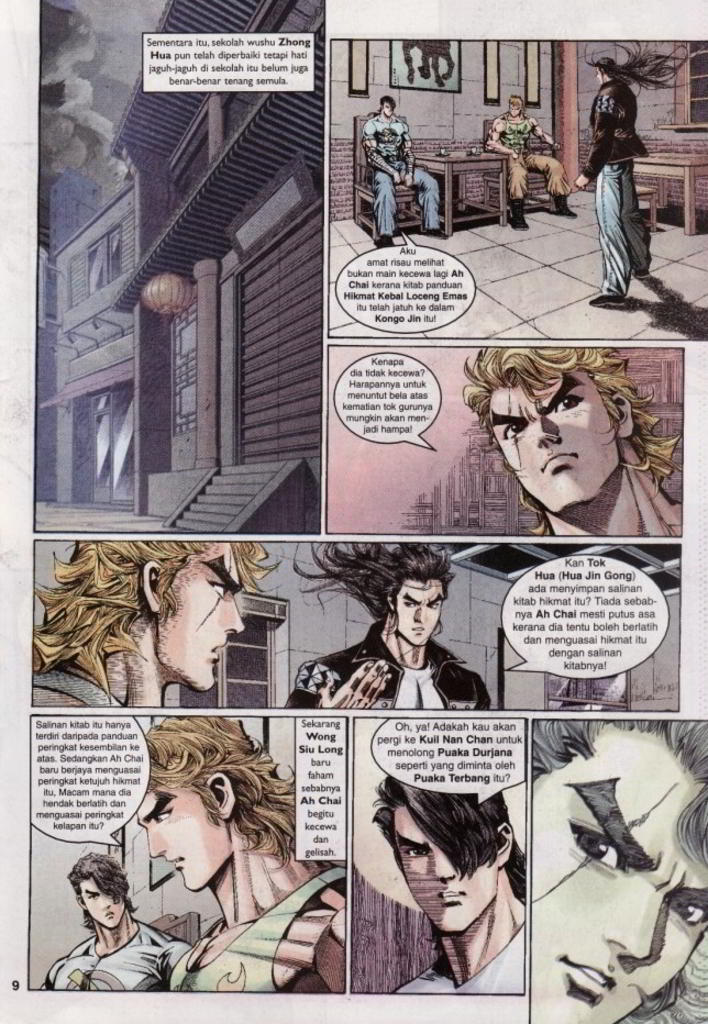 Sementara itu, sekolah wushu Zhong
Hua pun telah diperbaiki tetapi hati
jaguh-jaguh di sekolah itu belum juga
benar-benar tenang semula.
Aku
amat risau melihat
bukan main kecewa lagi Ah
Chai kerana kitab panduan
Hikmat Kebal Loceng Emas
itu telah jatuh ke dalam
Kongo Jin itu!
Kenapa
dia tidak kecewa?
Harapannya untuk
menuntut bela atas
kematian tok gurunya
mungkin akan men-
jadi hampa!
Kan Tok
Hua (Hua Jin Gong)
ada menyimpan salinan
kitab hikmat itu? Tiada sebab-
nya Ah Chai mesti putus asa
kerana dia tentu boleh berlatih
dan menguasai hikmat itu
dengan salinan
kitabnya!
Salinan kitab itu hanya
terdiri daripada panduan
peringkat kesembilan ke
atas. Sedangkan Ah Chai
baru berjaya menguasai
peringkat ketujuh hikmat
itu, Macam mana dia
hendak berlatih dan
menguasai peringkat
kelapan itu?
Sekarang
Wong
Siu Long
baru
faham
sebabnya
Ah Chai
begitu
kecewa
dan
gelisah.
Oh, ya! Adakah kau akan
pergi ke Kuil Nan Chan untuk
menolong Puaka Durjana
seperti yang diminta oleh
Puaka Terbang itu?
9